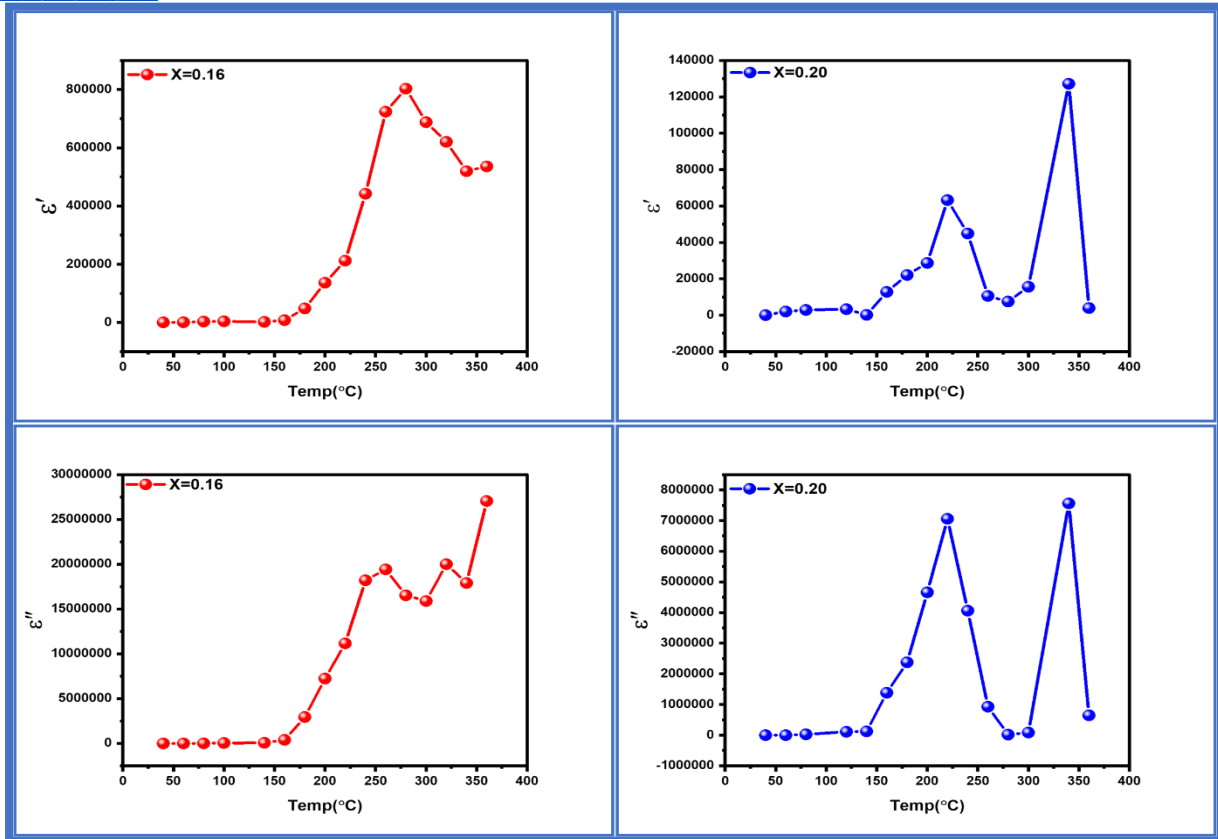 X=0.16
800000
600000
400000
200000
0
ε′
0 50 100 150 200 250 300 350 400
Temp(°C)
X=0.20
140000
120000
100000
80000
60000
40000
20000
0
-20000
ε′
0 50 100 150 200 250 300 350 400
Temp(°C)
30000000
X=0.16
25000000
20000000
15000000
10000000
5000000
0
ε″
0 50 100 150 200 250 300 350 400
Temp(°C)
X=0.20
8000000
7000000
6000000
5000000
4000000
3000000
2000000
1000000
0
-1000000
ε″
0 50 100 150 200 250 300 350 400
Temp(°C)